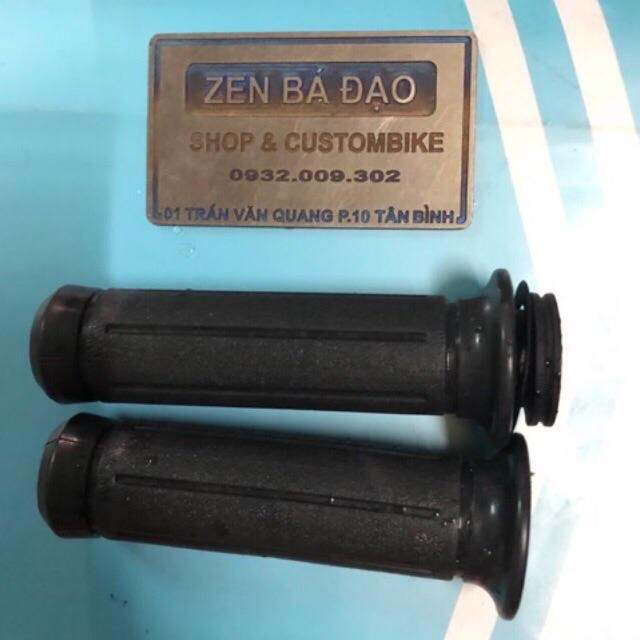 ZEN BÁ ĐẠO
SHOP & CUSTOMBIKE
0932.009.302
01 TRẦN VĂN QUANG P.10 TÂN BÌNH